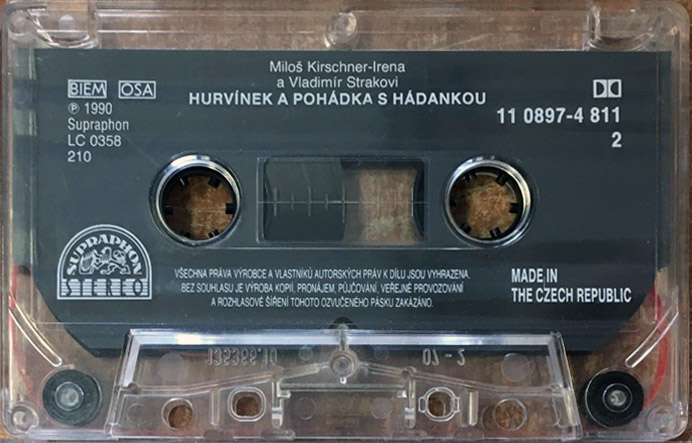 Miloš Kirschner-Irena
a Vladimír Strakovi
HURVÍNEK A POHÁDKA S HÁDANKOU
BIEM OSA
℗ 1990
Supraphon
LC 0358
210
11 0897-4 811
2
SUPRAPHON
STEREO
VŠECHNA PRÁVA VÝROBCE A VLASTNÍKŮ AUTORSKÝCH PRÁV K DÍLU JSOU VYHRAZENA.
BEZ SOUHLASU JE VÝROBA KOPIÍ, PRONÁJEM, PŮJČOVÁNÍ, VEŘEJNÉ PROVOZOVÁNÍ
A ROZHLASOVÉ ŠÍŘENÍ TOHOTO OZVUČENÉHO PÁSKU ZAKÁZÁNO.
MADE IN
THE CZECH REPUBLIC
07-2